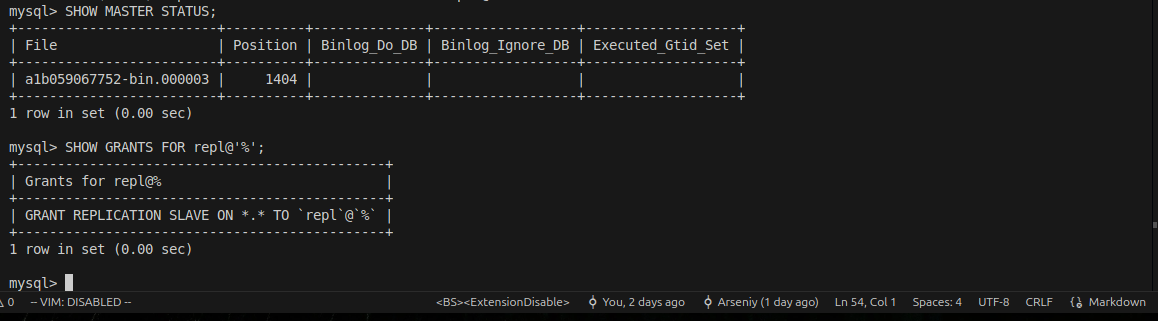 mysql> SHOW MASTER STATUS;
+-------------------------+----------+--------------+------------------+-------------------+
| File                    | Position | Binlog_Do_DB | Binlog_Ignore_DB | Executed_Gtid_Set |
+-------------------------+----------+--------------+------------------+-------------------+
| a1b059067752-bin.000003 |     1404 |              |                  |                   |
+-------------------------+----------+--------------+------------------+-------------------+
1 row in set (0.00 sec)
mysql> SHOW GRANTS FOR repl@'%';
+----------------------------------------------+
| Grants for repl@%                            |
+----------------------------------------------+
| GRANT REPLICATION SLAVE ON *.* TO `repl`@`%` |
+----------------------------------------------+
1 row in set (0.00 sec)
mysql>
0 -- VIM: DISABLED -- <BS><ExtensionDisable> You, 2 days ago Arseniy (1 day ago) Ln 54, Col 1 Spaces: 4 UTF-8 CRLF Markdown